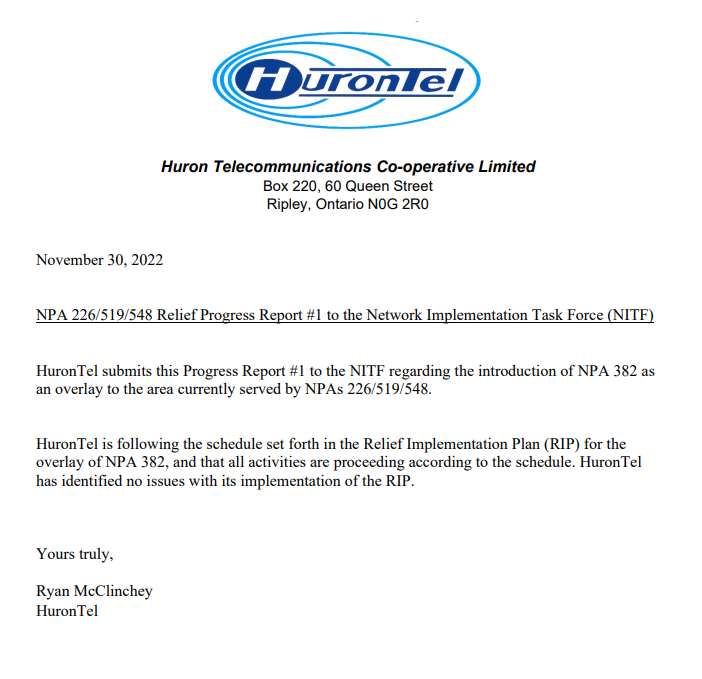 HuronTel
Huron Telecommunications Co-operative Limited
Box 220, 60 Queen Street
Ripley, Ontario N0G 2R0
November 30, 2022
NPA 226/519/548 Relief Progress Report #1 to the Network Implementation Task Force (NITF)
HuronTel submits this Progress Report #1 to the NITF regarding the introduction of NPA 382 as
an overlay to the area currently served by NPAs 226/519/548.
HuronTel is following the schedule set forth in the Relief Implementation Plan (RIP) for the
overlay of NPA 382, and that all activities are proceeding according to the schedule. HuronTel
has identified no issues with its implementation of the RIP.
Yours truly,
Ryan McClinchey
HuronTel